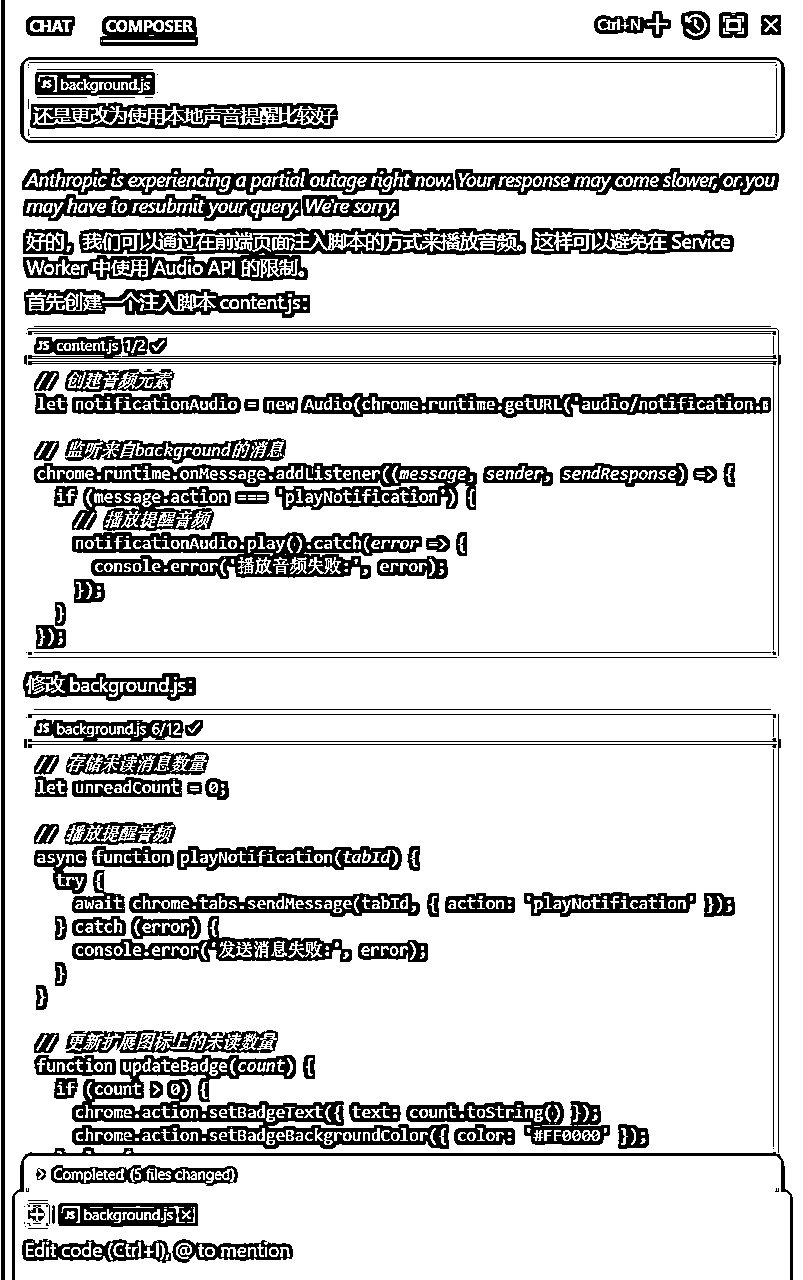 CHAT COMPOSER Ctrl+N
JS background.js
还是更改为使用本地声音提醒比较好
Anthropic is experiencing a partial outage right now. Your response may come slower, or you
may have to resubmit your query. We're sorry.
好的，我们可以通过在前端页面注入脚本的方式来播放音频。这样可以避免在 Service
Worker 中使用 Audio API 的限制。
首先创建一个注入脚本 content.js:
JS content.js 1/2
// 创建音频元素
let notificationAudio = new Audio(chrome.runtime.getURL('audio/notification.
// 监听来自background的消息
chrome.runtime.onMessage.addListener((message, sender, sendResponse) => {
if (message.action === 'playNotification') {
// 播放提醒音频
notificationAudio.play().catch(error => {
console.error('播放音频失败:', error);
});
}
});
修改 background.js:
JS background.js 6/12
// 存储未读消息数量
let unreadCount = 0;
// 播放提醒音频
async function playNotification(tabId) {
try {
await chrome.tabs.sendMessage(tabId, { action: 'playNotification' });
} catch (error) {
console.error('发送消息失败:', error);
}
}
// 更新扩展图标上的未读数量
function updateBadge(count) {
if (count > 0) {
chrome.action.setBadgeText({ text: count.toString() });
chrome.action.setBadgeBackgroundColor({ color: '#FF0000' });
Completed (5 files changed)
JS background.js
Edit code (Ctrl+I), @ to mention